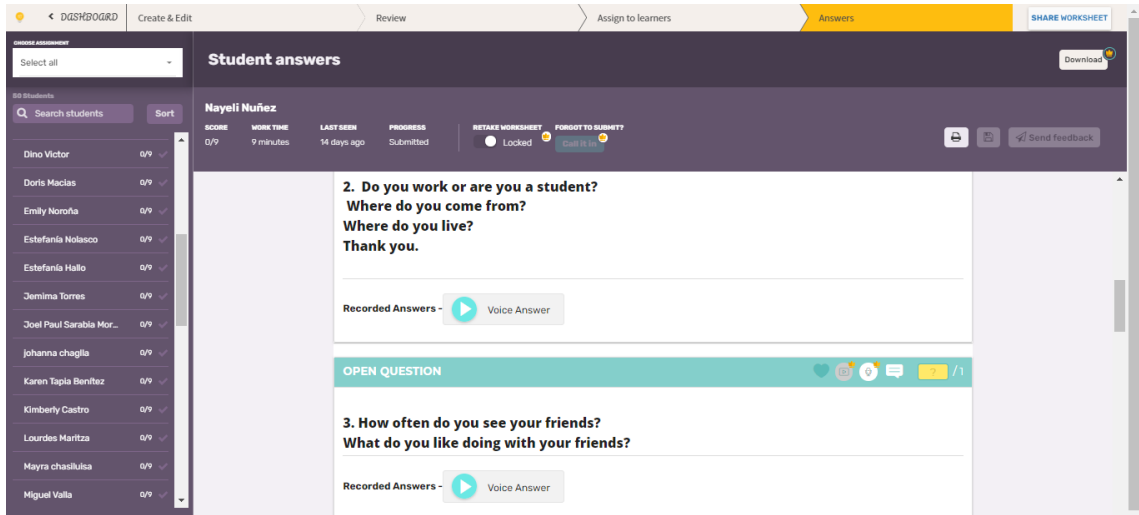 DASHBOARD
Create & Edit
Review
Assign to learners
Answers
SHARE WORKSHEET
CHOOSE ASSIGNMENT
Select all
Student answers
Download
50 Students
Search students
Sort
Nayeli Nuñez
SCORE WORK TIME LAST SEEN PROGRESS RETAKE WORKSHEET FORGOT TO SUBMIT?
0/9 9 minutes 14 days ago Submitted Locked Call it in
Send feedback
Dino Victor 0/9
Doris Macias 0/9
Emily Noroña 0/9
Estefanía Nolasco 0/9
Estefanía Hallo 0/9
Jemima Torres 0/9
Joel Paul Sarabia Mor... 0/9
johanna chaglla 0/9
Karen Tapia Benítez 0/9
Kimberly Castro 0/9
Lourdes Maritza 0/9
Mayra chasiluisa 0/9
Miguel Valla 0/9
2. Do you work or are you a student?
Where do you come from?
Where do you live?
Thank you.
Recorded Answers - Voice Answer
OPEN QUESTION ? /1
3. How often do you see your friends?
What do you like doing with your friends?
Recorded Answers - Voice Answer